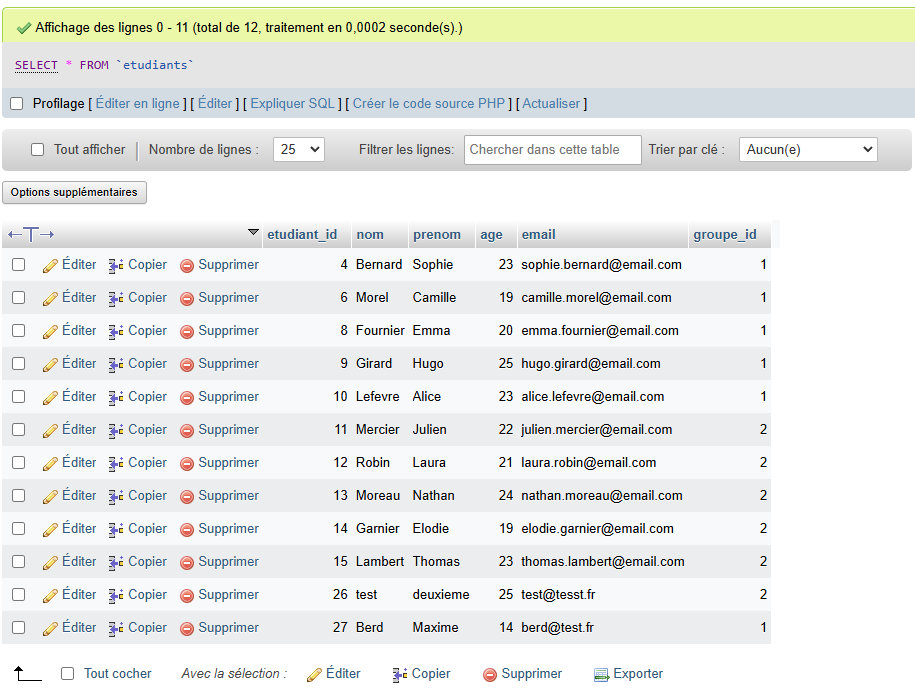 Affichage des lignes 0 - 11 (total de 12, traitement en 0,0002 seconde(s).)
SELECT * FROM `etudiants`
Profilage [ Éditer en ligne ] [ Éditer ] [ Expliquer SQL ] [ Créer le code source PHP ] [ Actualiser ]
Tout afficher Nombre de lignes : 25 Filtrer les lignes: Chercher dans cette table Trier par clé : Aucun(e)
Options supplémentaires
←T→ etudiant_id nom prenom age email groupe_id
Éditer Copier Supprimer 4 Bernard Sophie 23 sophie.bernard@email.com 1
Éditer Copier Supprimer 6 Morel Camille 19 camille.morel@email.com 1
Éditer Copier Supprimer 8 Fournier Emma 20 emma.fournier@email.com 1
Éditer Copier Supprimer 9 Girard Hugo 25 hugo.girard@email.com 1
Éditer Copier Supprimer 10 Lefevre Alice 23 alice.lefevre@email.com 1
Éditer Copier Supprimer 11 Mercier Julien 22 julien.mercier@email.com 2
Éditer Copier Supprimer 12 Robin Laura 21 laura.robin@email.com 2
Éditer Copier Supprimer 13 Moreau Nathan 24 nathan.moreau@email.com 2
Éditer Copier Supprimer 14 Garnier Elodie 19 elodie.garnier@email.com 2
Éditer Copier Supprimer 15 Lambert Thomas 23 thomas.lambert@email.com 2
Éditer Copier Supprimer 26 test deuxieme 25 test@tesst.fr 2
Éditer Copier Supprimer 27 Berd Maxime 14 berd@test.fr 1
Tout cocher Avec la sélection : Éditer Copier Supprimer Exporter